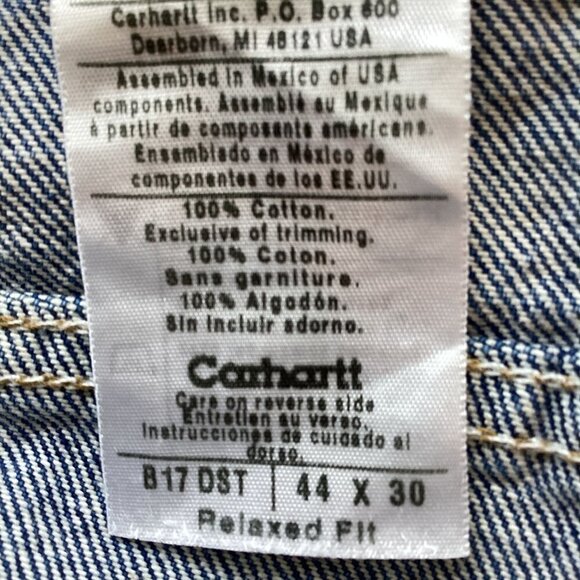 Carhartt Inc. P.O. Box 600
Dearborn, MI 48121 USA
Assembled in Mexico of USA
components. Assemblé au Mexique
à partir de composants américans.
Ensamblado en México de
componentes de los EE.UU.
100% Cotton.
Exclusive of trimming.
100% Coton.
Sans garniture.
100% Algodón.
Sin incluir adorno.
Carhartt
Care on reverse side
Entretien au verso.
Instrucciones de cuidado al
dorso.
B17 DST 44 X 30
Relaxed Fit